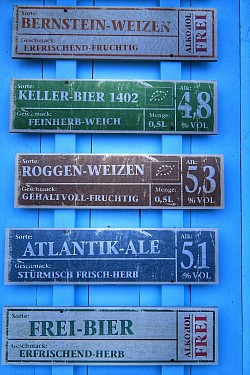 Sorte:
BERNSTEIN-WEIZEN
Geschmack:
ERFRISCHEND-FRUCHTIG
ALKOHOL
FREI
Sorte:
KELLER-BIER 1402
Geschmack:
FEINHERB-WEICH
Menge:
0,5L
Alk:
4,8
% VOL
Sorte:
ROGGEN-WEIZEN
Geschmack:
GEHALTVOLL-FRUCHTIG
Menge:
0,5L
Alk:
5,3
% VOL
Sorte:
ATLANTIK-ALE
Geschmack:
STÜRMISCH FRISCH-HERB
Alk:
5,1
% VOL
Sorte:
FREI-BIER
Geschmack:
ERFRISCHEND-HERB
ALKOHOL
FREI